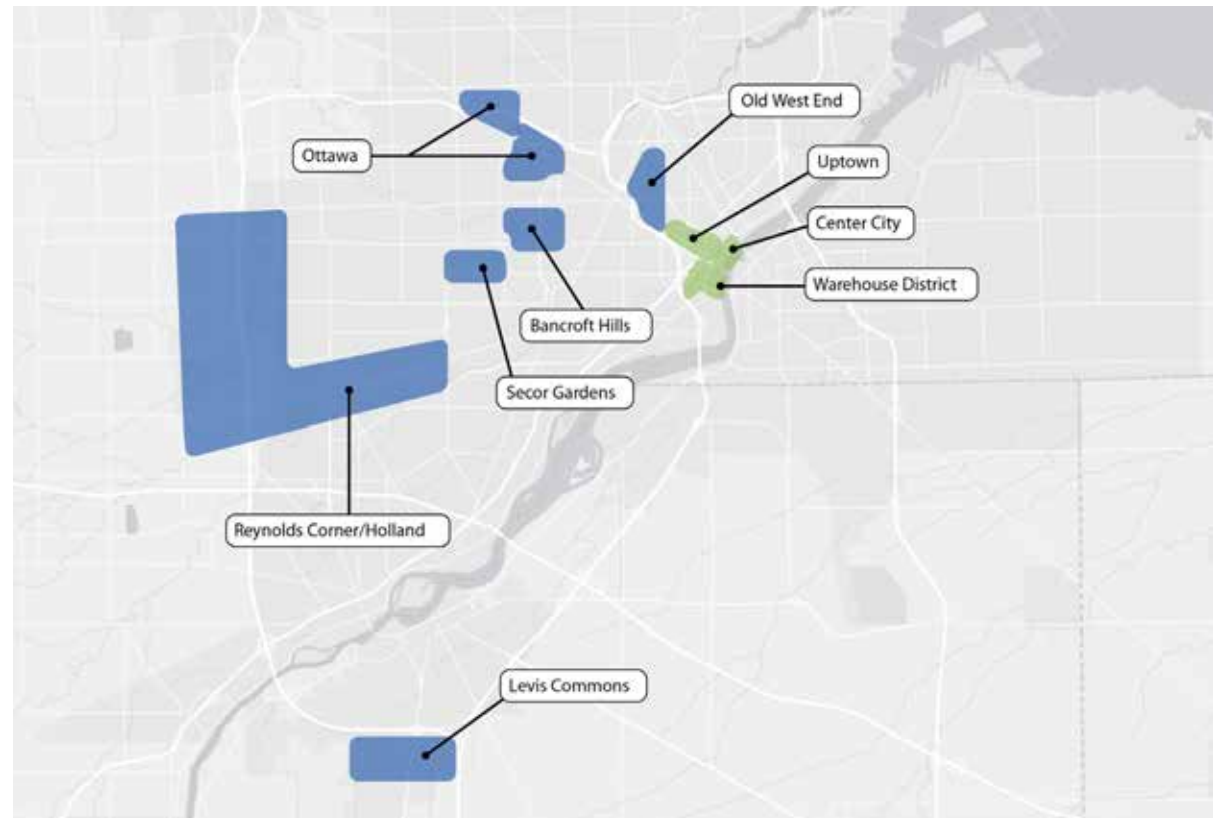 Old West End
Ottawa
Uptown
Center City
Warehouse District
Bancroft Hills
Secor Gardens
Reynolds Corner/Holland
Levis Commons